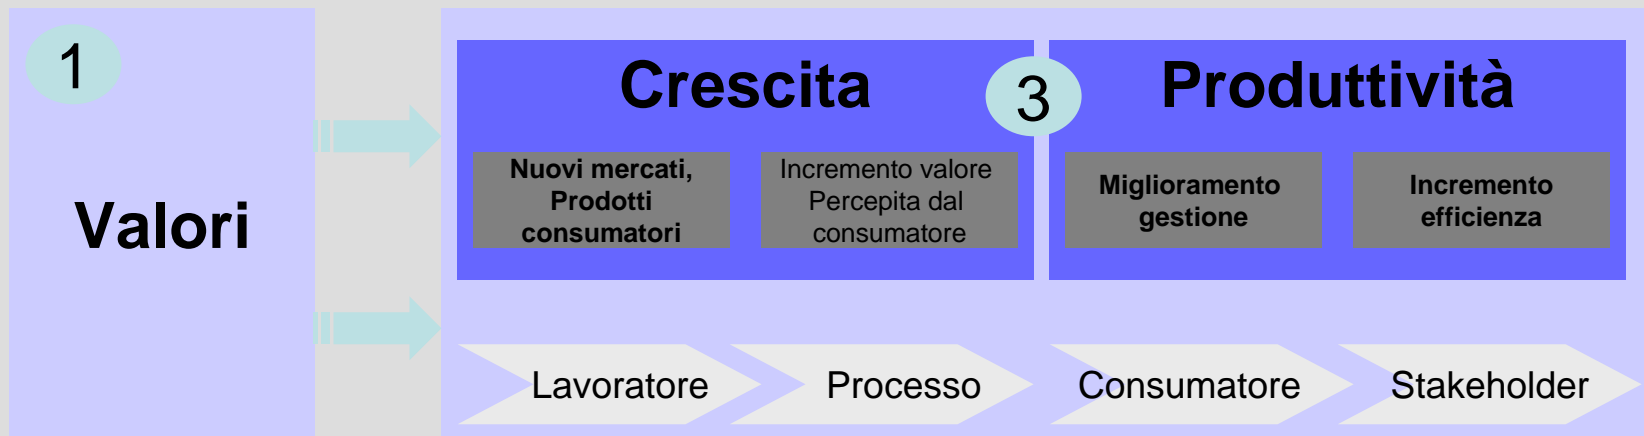 1
Valori
Crescita
3
Produttività
Nuovi mercati,
Prodotti
consumatori
Incremento valore
Percepita dal
consumatore
Miglioramento
gestione
Incremento
efficienza
Lavoratore
Processo
Consumatore
Stakeholder